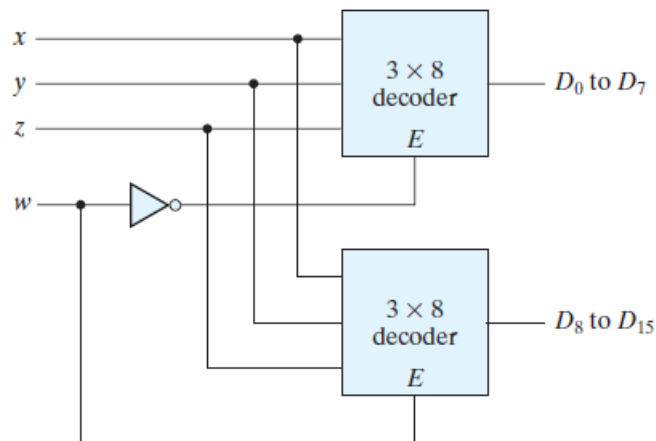 x
y
z
w
3 × 8
decoder
E
D₀ to D₇
3 × 8
decoder
E
D₈ to D₁₅